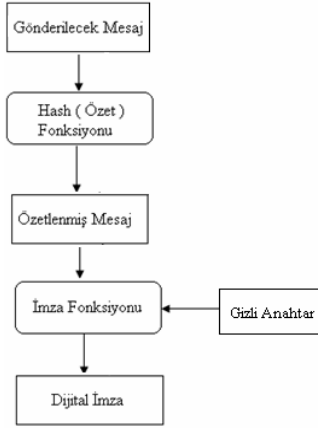 Gönderilecek Mesaj
Hash ( Özet )
Fonksiyonu
Özetlenmiş Mesaj
İmza Fonksiyonu
Gizli Anahtar
Dijital İmza